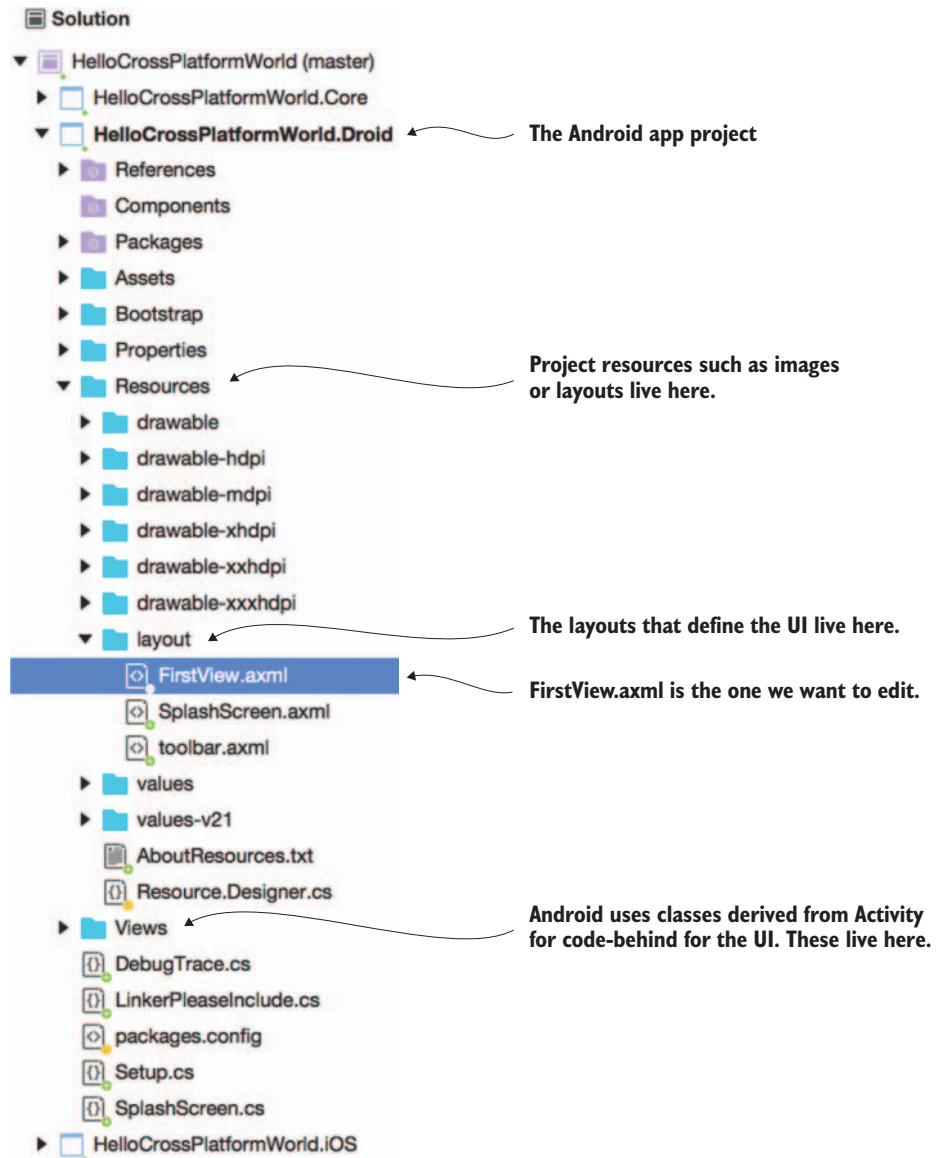 Solution
HelloCrossPlatformWorld (master)
HelloCrossPlatformWorld.Core
HelloCrossPlatformWorld.Droid
The Android app project
References
Components
Packages
Assets
Bootstrap
Properties
Resources
Project resources such as images
or layouts live here.
drawable
drawable-hdpi
drawable-mdpi
drawable-xhdpi
drawable-xxhdpi
drawable-xxxhdpi
layout
The layouts that define the UI live here.
FirstView.axml
FirstView.axml is the one we want to edit.
SplashScreen.axml
toolbar.axml
values
values-v21
AboutResources.txt
Resource.Designer.cs
Views
Android uses classes derived from Activity
for code-behind for the UI. These live here.
DebugTrace.cs
LinkerPleaseInclude.cs
packages.config
Setup.cs
SplashScreen.cs
HelloCrossPlatformWorld.iOS